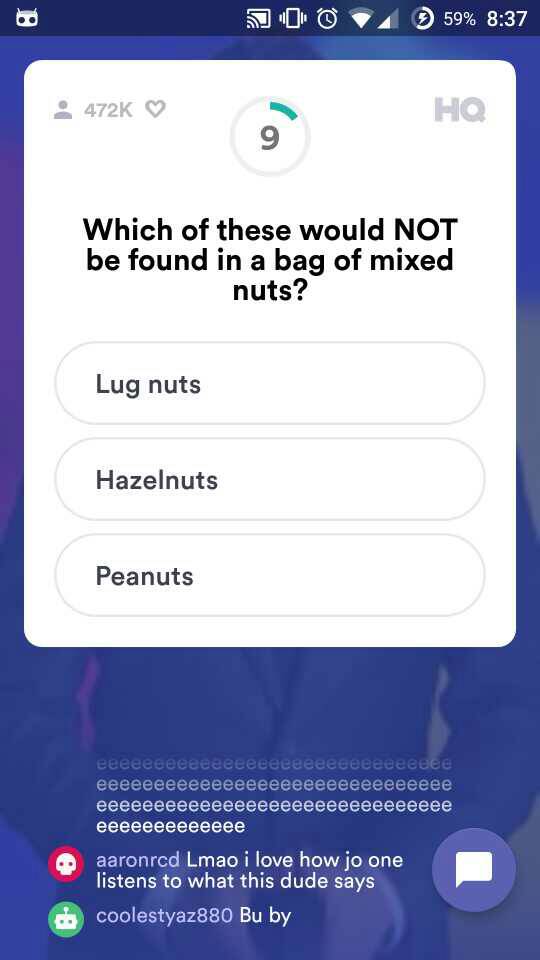 59% 8:37
472K
9
HQ
Which of these would NOT
be found in a bag of mixed
nuts?
Lug nuts
Hazelnuts
Peanuts
eeeeeeeeeeeeeeeeeeeeeeeeeeeeeee
eeeeeeeeeeeeeeeeeeeeeeeeeeeeeee
eeeeeeeeeeeeeeeeeeeeeeeeeeeeeee
eeeeeeeeeeeee
aaronrcd Lmao i love how jo one
listens to what this dude says
coolestyaz880 Bu by